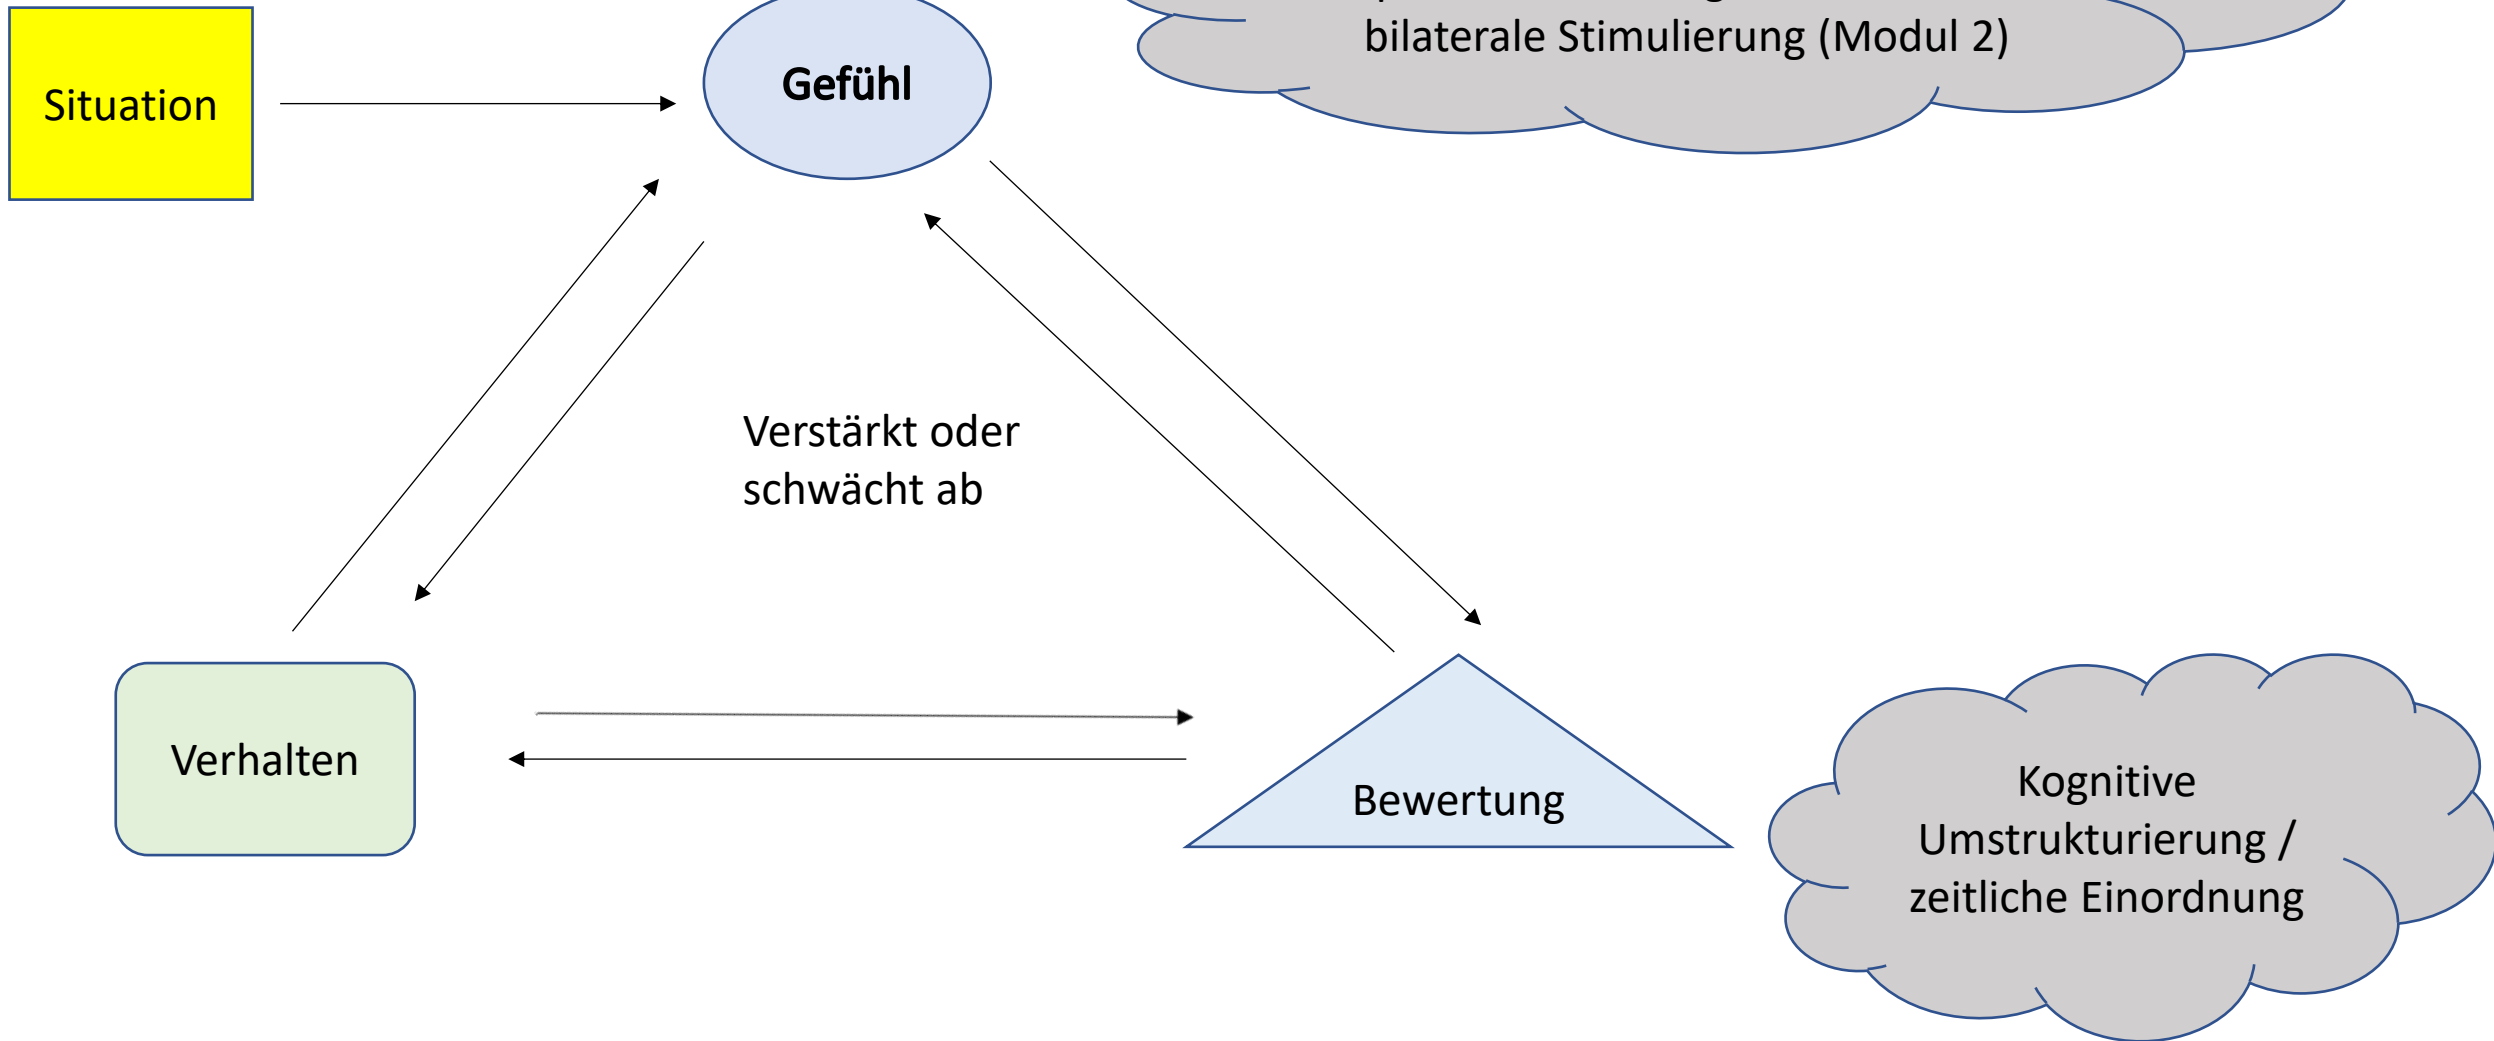 bilaterale Stimulierung (Modul 2)
Gefühl
Situation
Verstärkt oder
schwächt ab
Verhalten
Bewertung
Kognitive
Umstrukturierung /
zeitliche Einordnung